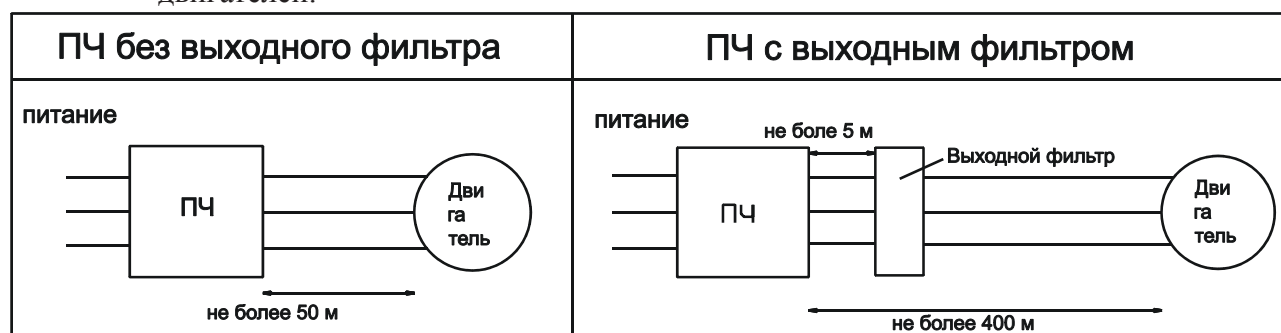 двигателей.
ПЧ без выходного фильтра
ПЧ с выходным фильтром
питание
ПЧ
Дви
га
тель
не более 50 м
питание
не боле 5 м
Выходной фильтр
ПЧ
Дви
га
тель
не более 400 м